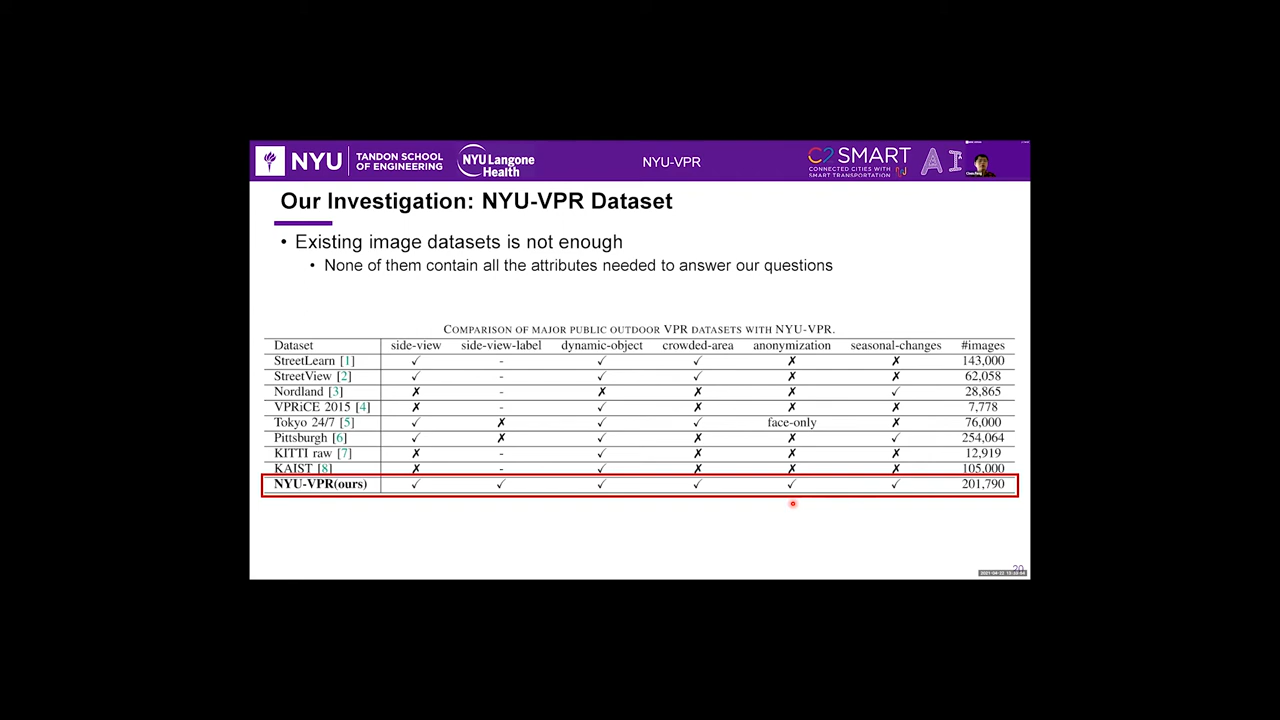 NYU TANDON SCHOOL OF ENGINEERING NYU Langone Health NYU-VPR C2 SMART CONNECTED CITIES WITH SMART TRANSPORTATION AI
Our Investigation: NYU-VPR Dataset
• Existing image datasets is not enough
• None of them contain all the attributes needed to answer our questions
COMPARISON OF MAJOR PUBLIC OUTDOOR VPR DATASETS WITH NYU-VPR.
Dataset side-view side-view-label dynamic-object crowded-area anonymization seasonal-changes #images
StreetLearn [1] ✓ - ✓ ✓ ✗ ✗ 143,000
StreetView [2] ✓ - ✓ ✓ ✗ ✗ 62,058
Nordland [3] ✗ - ✗ ✗ ✗ ✓ 28,865
VPRiCE 2015 [4] ✗ - ✓ ✗ ✗ ✗ 7,778
Tokyo 24/7 [5] ✓ ✗ ✓ ✓ face-only ✗ 76,000
Pittsburgh [6] ✓ ✗ ✓ ✗ ✗ ✓ 254,064
KITTI raw [7] ✗ - ✓ ✗ ✗ ✗ 12,919
KAIST [8] ✗ - ✓ ✗ ✗ ✗ 105,000
NYU-VPR(ours) ✓ ✓ ✓ ✓ ✓ ✓ 201,790
20